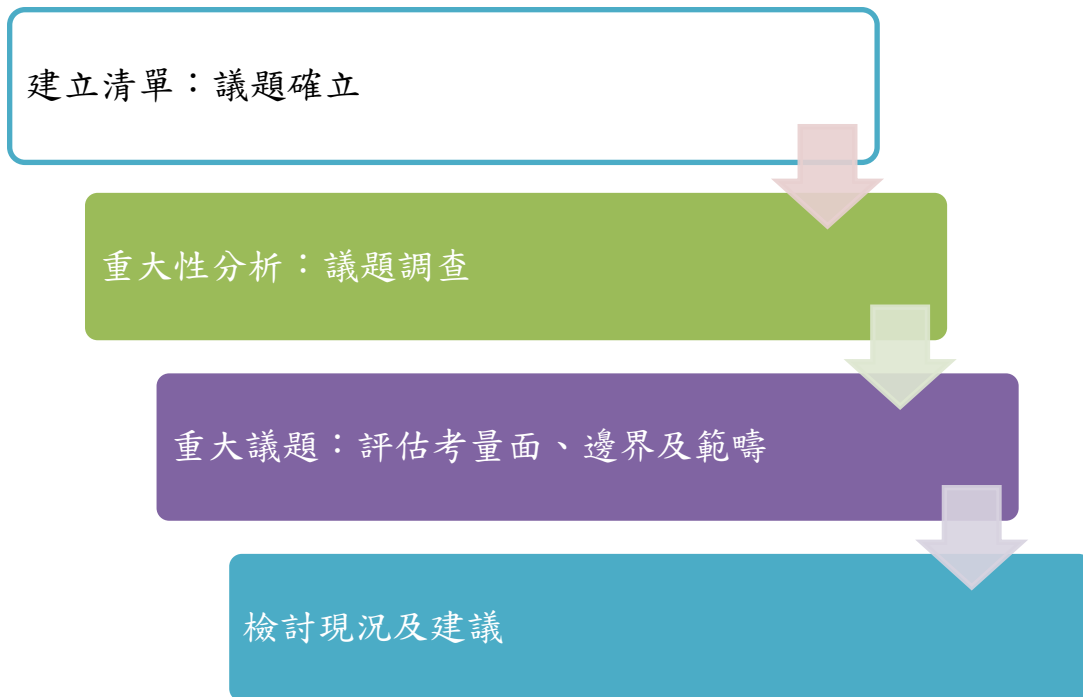 建立清單：議題確立
重大性分析：議題調查
重大議題：評估考量面、邊界及範疇
檢討現況及建議